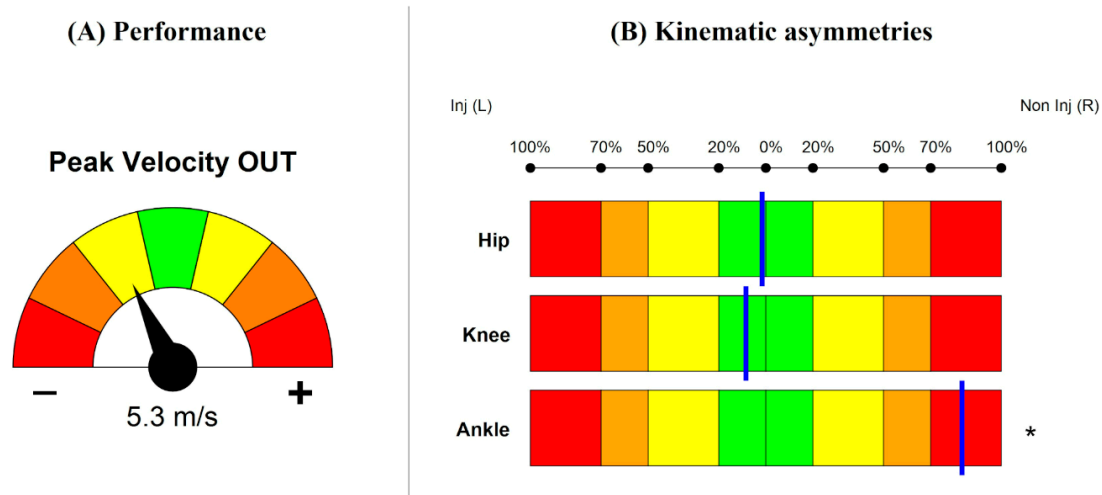 (A) Performance
Peak Velocity OUT
− +
5.3 m/s
(B) Kinematic asymmetries
Inj (L) Non Inj (R)
100% 70% 50% 20% 0% 20% 50% 70% 100%
Hip
Knee
Ankle *